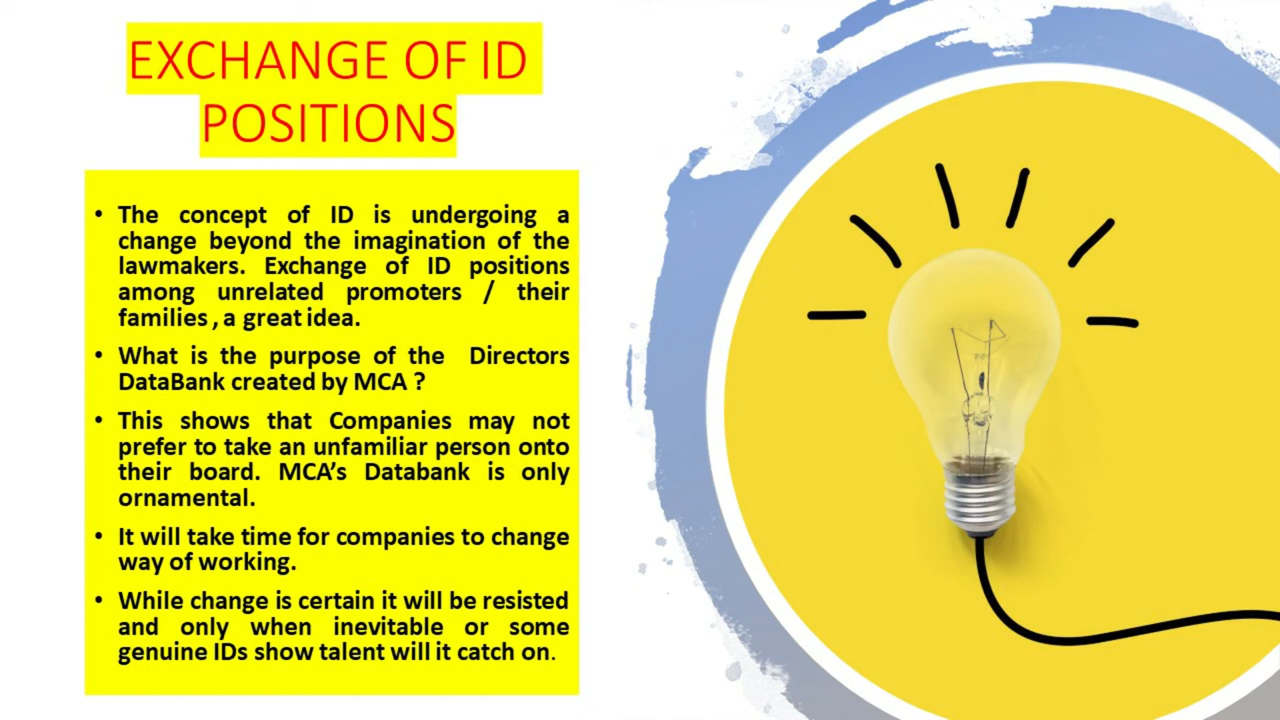 EXCHANGE OF ID
POSITIONS
• The concept of ID is undergoing a
change beyond the imagination of the
lawmakers. Exchange of ID positions
among unrelated promoters / their
families , a great idea.
• What is the purpose of the Directors
DataBank created by MCA ?
• This shows that Companies may not
prefer to take an unfamiliar person onto
their board. MCA’s Databank is only
ornamental.
• It will take time for companies to change
way of working.
• While change is certain it will be resisted
and only when inevitable or some
genuine IDs show talent will it catch on.